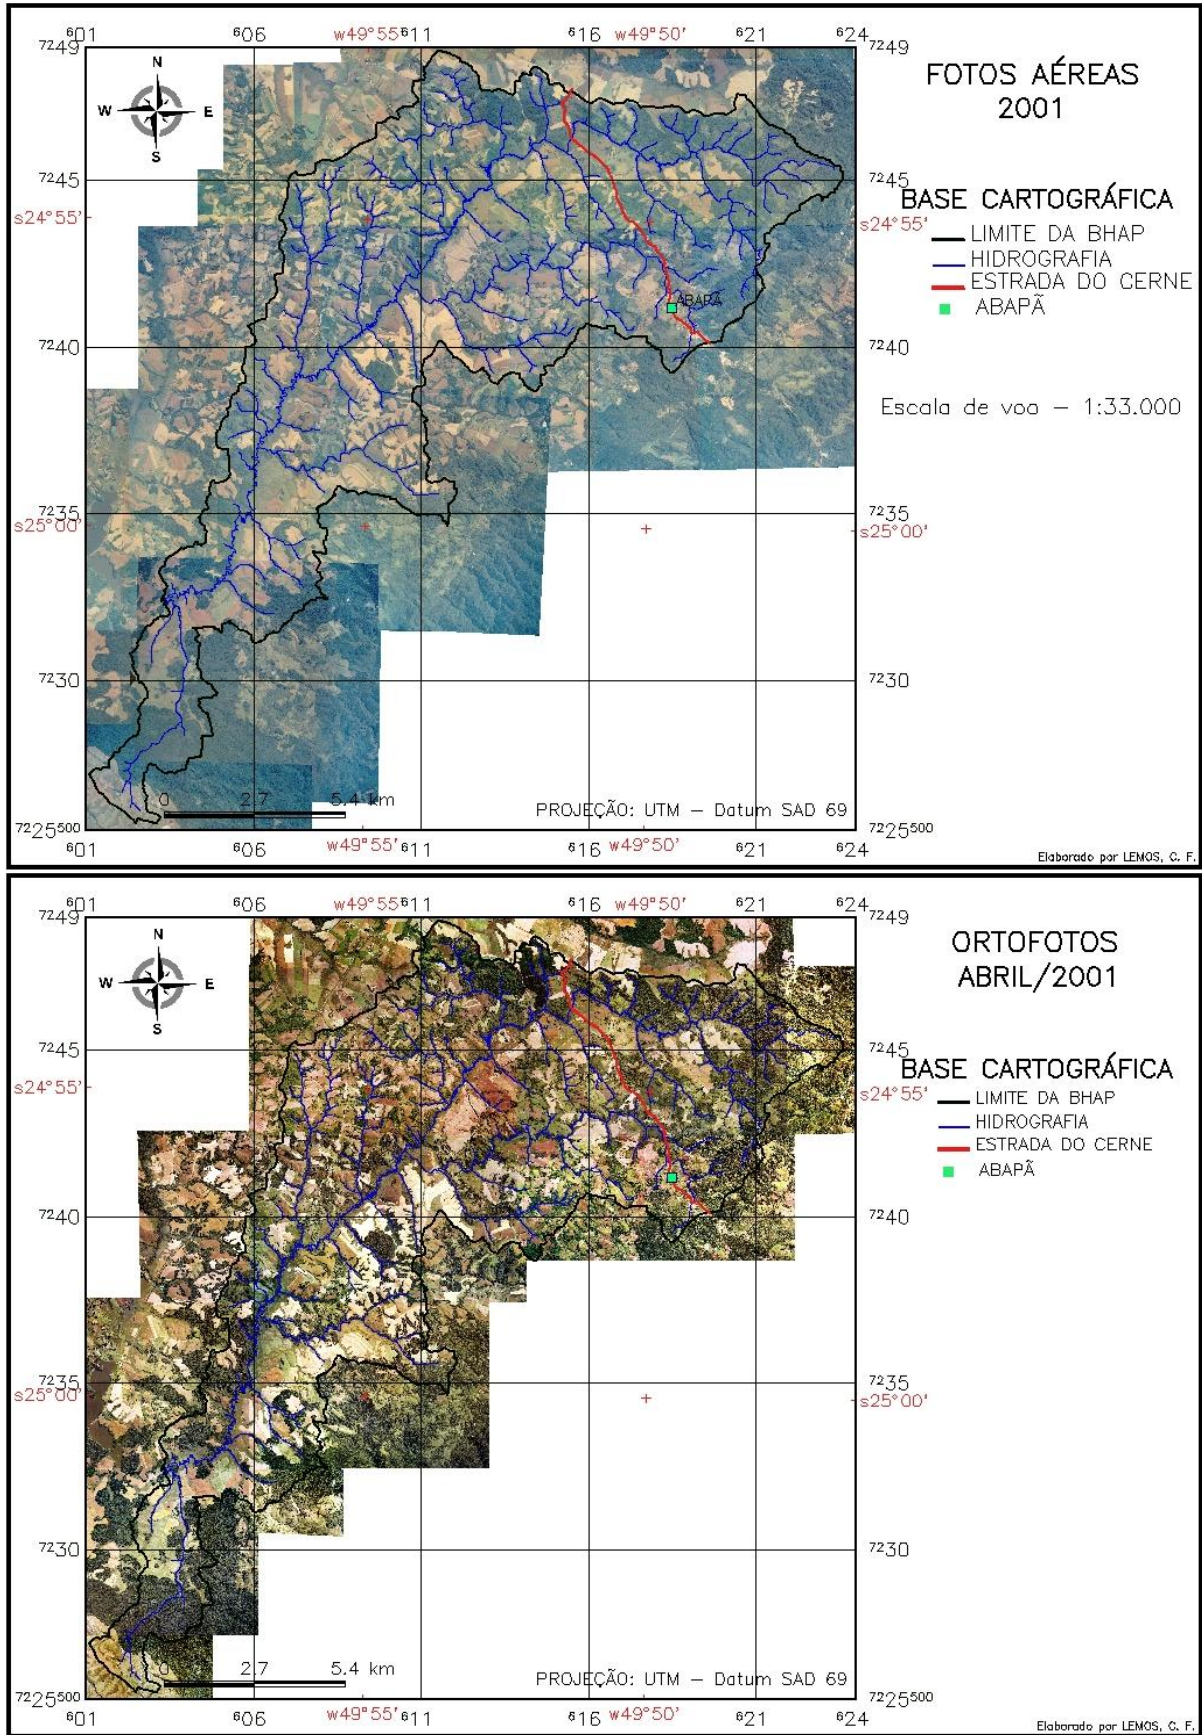 601 606 w49°55' 611 616 w49°50' 621 624
7249 7249
N
W E
S
FOTOS AÉREAS
2001
7245 7245
s24°55' s24°55'
BASE CARTOGRÁFICA
LIMITE DA BHAP
HIDROGRAFIA
ESTRADA DO CERNE
ABAPÃ
ABAPÃ
7240 7240
Escala de voo – 1:33.000
7235 7235
s25°00' s25°00'
7230 7230
0 2.7 5.4 km
PROJEÇÃO: UTM – Datum SAD 69
7225500 7225500
601 606 w49°55' 611 616 w49°50' 621 624
Elaborado por LEMOS, C. F.
601 606 w49°55' 611 616 w49°50' 621 624
7249 7249
N
W E
S
ORTOFOTOS
ABRIL/2001
7245 7245
s24°55' s24°55'
BASE CARTOGRÁFICA
LIMITE DA BHAP
HIDROGRAFIA
ESTRADA DO CERNE
ABAPÃ
7240 7240
7235 7235
s25°00' s25°00'
7230 7230
0 2.7 5.4 km
PROJEÇÃO: UTM – Datum SAD 69
7225500 7225500
601 606 w49°55' 611 616 w49°50' 621 624
Elaborado por LEMOS, C. F.